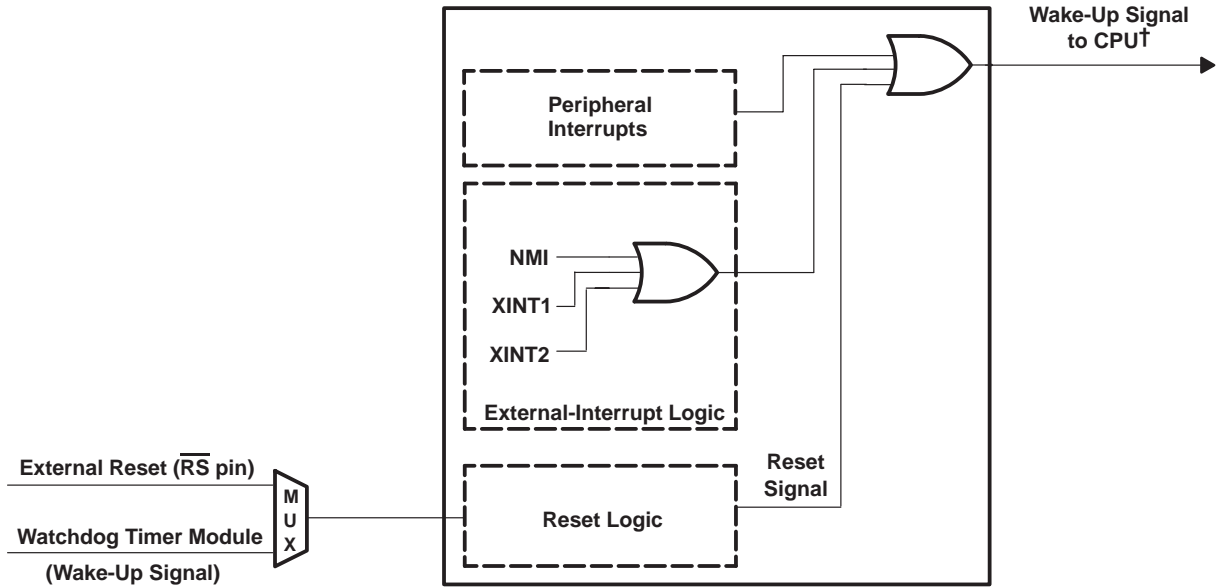 Wake-Up Signal
to CPU†
Peripheral
Interrupts
NMI
XINT1
XINT2
External-Interrupt Logic
External Reset (R̅S̅ pin)
MUX
Watchdog Timer Module
(Wake-Up Signal)
Reset Logic
Reset
Signal